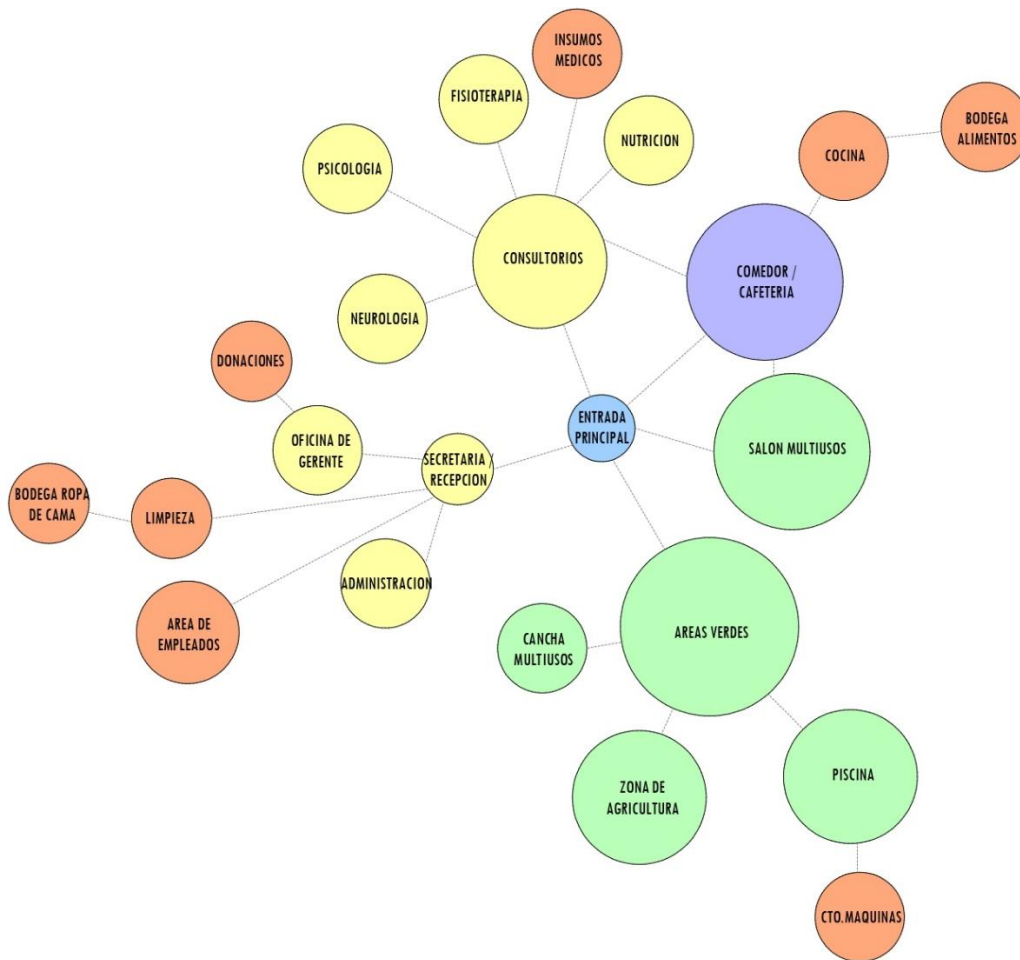 INSUMOS
MEDICOS
FISIOTERAPIA
NUTRICION
BODEGA
ALIMENTOS
COCINA
PSICOLOGIA
CONSULTORIOS
COMEDOR /
CAFETERIA
NEUROLOGIA
DONACIONES
ENTRADA
PRINCIPAL
OFICINA DE
GERENTE
SECRETARIA /
RECEPCION
SALON MULTIUSOS
BODEGA ROPA
DE CAMA
LIMPIEZA
ADMINISTRACION
AREA DE
EMPLEADOS
CANCHA
MULTIUSOS
AREAS VERDES
ZONA DE
AGRICULTURA
PISCINA
CTO.MAQUINAS